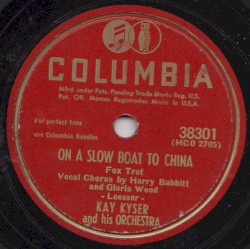 COLUMBIA
Mfrd. under Pats. Pending Trade Marks Reg. U.S.
Pat. Off. Marcas Registradas Made in U.S.A.
For perfect tone
use Columbia Needles
38301
(HCO 2705)
ON A SLOW BOAT TO CHINA
Fox Trot
Vocal Chorus by Harry Babbitt
and Gloria Wood
- Loesser -
KAY KYSER
and his ORCHESTRA